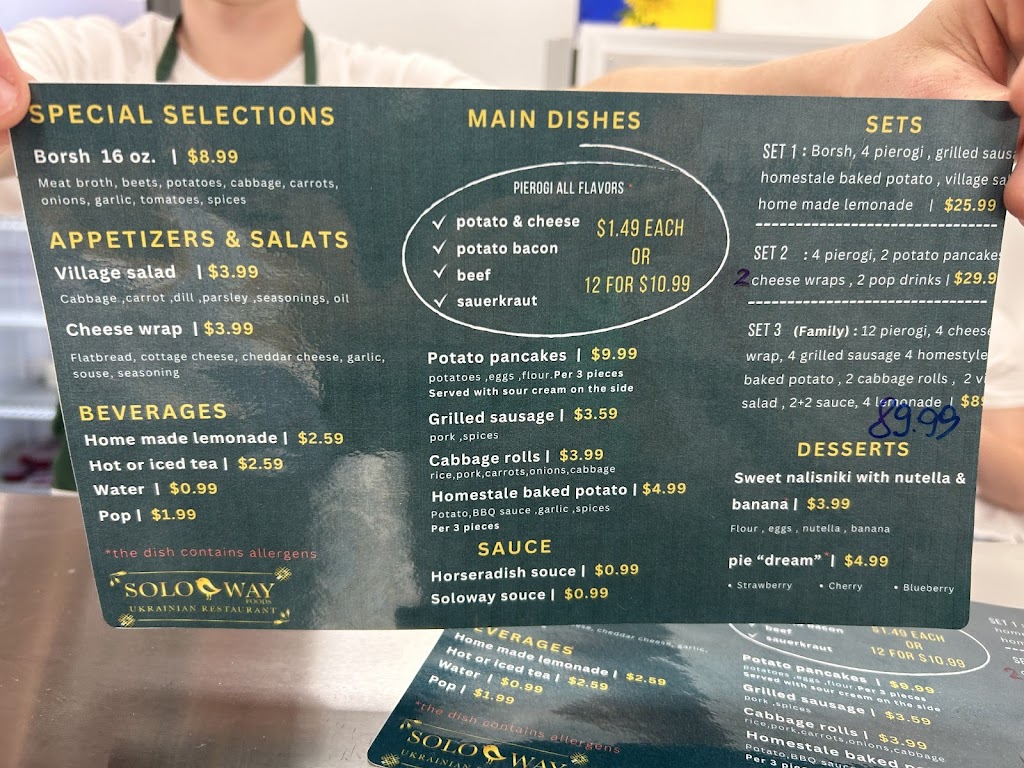 SPECIAL SELECTIONS
Borsh 16 oz. | $8.99
Meat broth, beets, potatoes, cabbage, carrots,
onions, garlic, tomatoes, spices
APPETIZERS & SALATS
Village salad | $3.99
Cabbage ,carrot ,dill ,parsley ,seasonings, oil
Cheese wrap | $3.99
Flatbread, cottage cheese, cheddar cheese, garlic,
souse, seasoning
BEVERAGES
Home made lemonade | $2.59
Hot or iced tea | $2.59
Water | $0.99
Pop | $1.99
*the dish contains allergens
SOLOWAY
FOODS
UKRAINIAN RESTAURANT
MAIN DISHES
PIEROGI ALL FLAVORS *
✓ potato & cheese
✓ potato bacon
✓ beef
✓ sauerkraut
$1.49 EACH
OR
12 FOR $10.99
Potato pancakes | $9.99
potatoes ,eggs ,flour.Per 3 pieces
Served with sour cream on the side
Grilled sausage | $3.59
pork ,spices
Cabbage rolls | $3.99
rice,pork,carrots,onions,cabbage
Homestale baked potato | $4.99
Potato,BBQ sauce ,garlic ,spices
Per 3 pieces
SAUCE
Horseradish souce | $0.99
Soloway souce | $0.99
SETS
SET 1 : Borsh, 4 pierogi , grilled saus
homestale baked potato , village sa
home made lemonade | $25.99
SET 2 : 4 pierogi, 2 potato pancakes
2 cheese wraps , 2 pop drinks | $29.9
SET 3 (Family) : 12 pierogi, 4 cheese
wrap, 4 grilled sausage 4 homestyle
baked potato , 2 cabbage rolls , 2 vi
salad , 2+2 sauce, 4 lemonade | $89
89.99
DESSERTS
Sweet nalisniki with nutella &
banana | $3.99
Flour , eggs , nutella , banana
pie “dream” * | $4.99
• Strawberry • Cherry • Blueberry
BEVERAGES
Home made lemonade | $2.59
Hot or iced tea | $2.59
Water | $0.99
Pop | $1.99
*the dish contains allergens
SOLOWAY
cheddar cheese, garlic,
beef
sauerkraut
$1.49 EACH
OR
12 FOR $10.99
Potato pancakes | $9.99
potatoes ,eggs ,flour.Per 3 pieces
Served with sour cream on the side
Grilled sausage | $3.59
pork ,spices
Cabbage rolls | $3.99
rice,pork,carrots,onions,cabbage
Homestale baked
Potato,BBQ
Per 3
SET 1